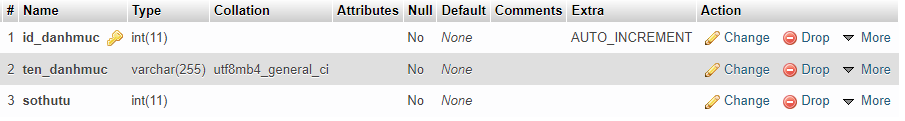 # Name Type Collation Attributes Null Default Comments Extra Action
1 id_danhmuc int(11) No None AUTO_INCREMENT Change Drop More
2 ten_danhmuc varchar(255) utf8mb4_general_ci No None Change Drop More
3 sothutu int(11) No None Change Drop More